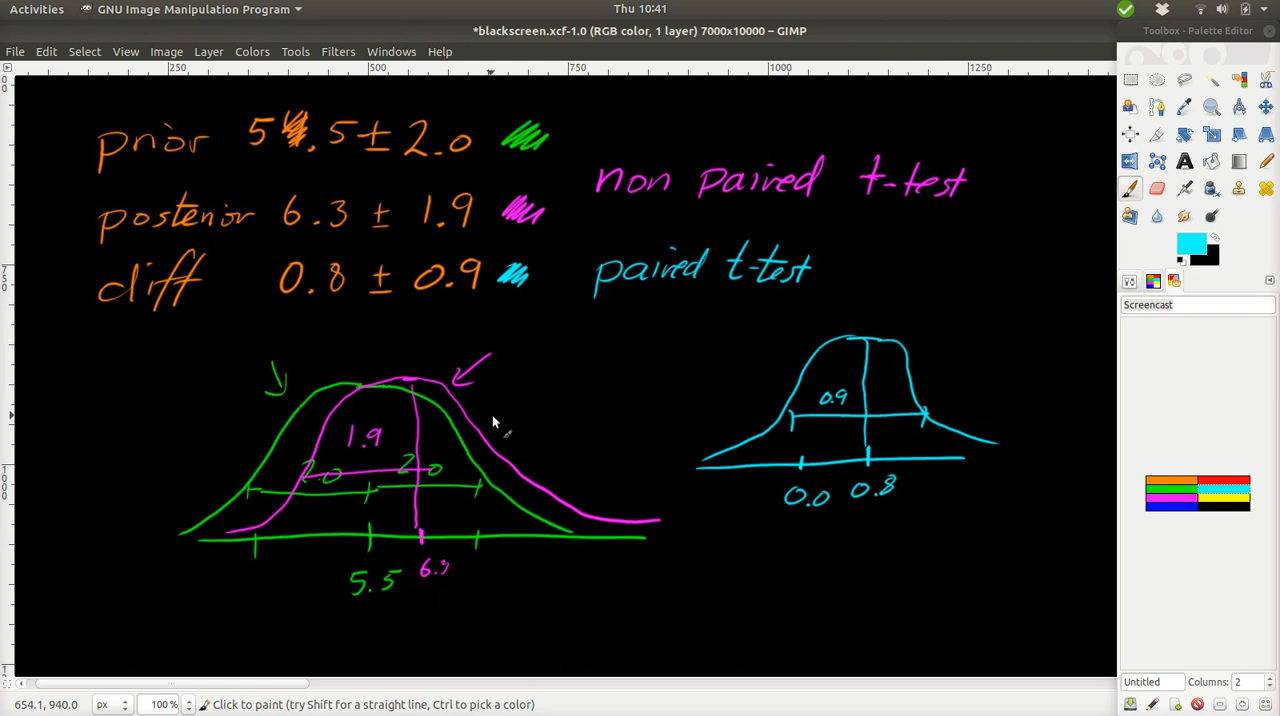 Activities GNU Image Manipulation Program Thu 10:41
*blackscreen.xcf-1.0 (RGB color, 1 layer) 7000x10000 – GIMP
Toolbox - Palette Editor
File Edit Select View Image Layer Colors Tools Filters Windows Help
250 500 750 1000 1250
prior 5 .5 ± 2.0
non paired t-test
posterior 6.3 ± 1.9
paired t-test
diff 0.8 ± 0.9
750
Screencast
0.9
1.9
2.0 2.0
1000
0.0 0.8
5.5 6.3
Untitled Columns: 2
654.1, 940.0 px 100 % Click to paint (try Shift for a straight line, Ctrl to pick a color)